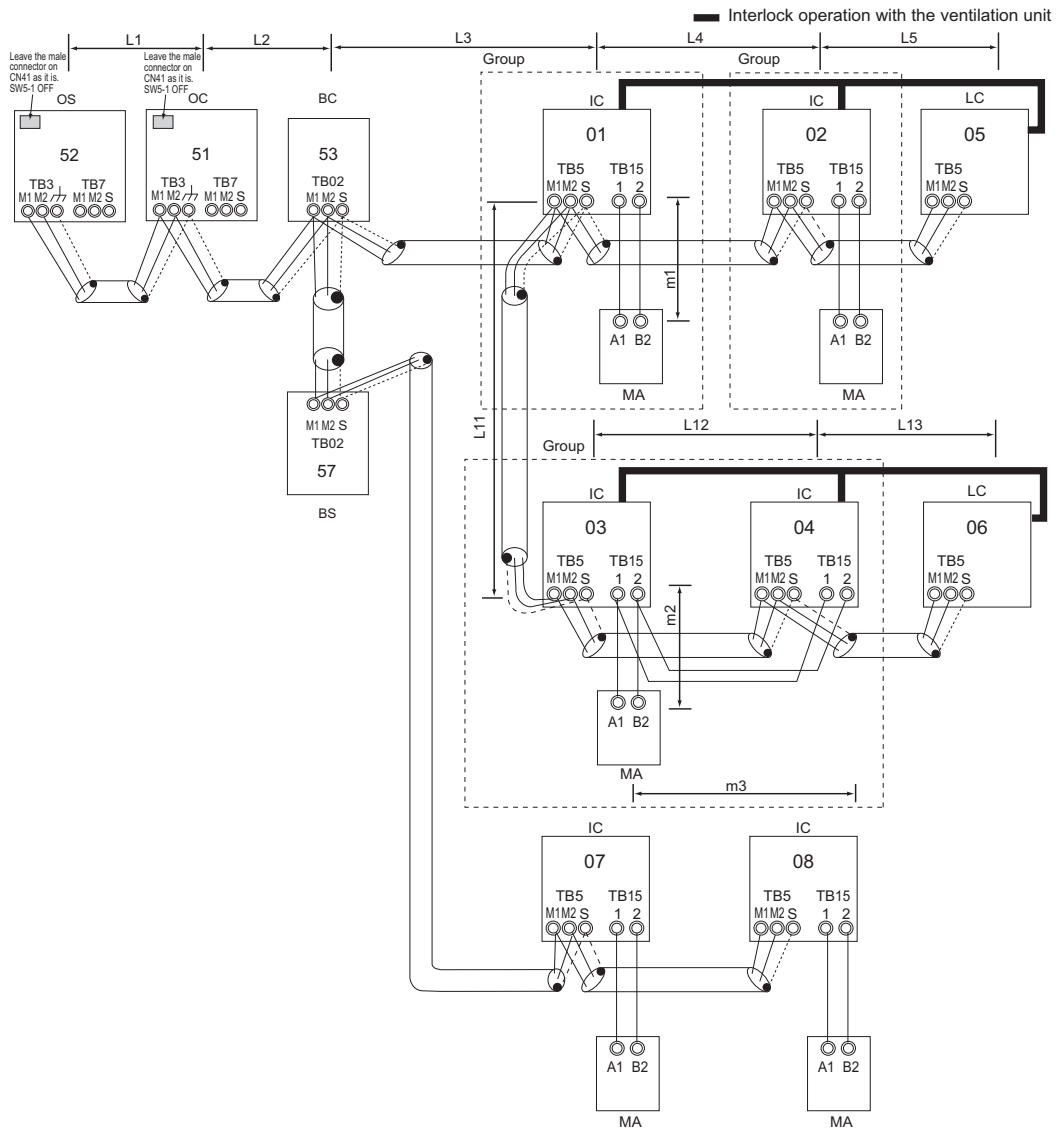 Interlock operation with the ventilation unit
L1 L2 L3 L4 L5
Leave the male
connector on
CN41 as it is.
SW5-1 OFF
Leave the male
connector on
CN41 as it is.
SW5-1 OFF
Group Group
OS OC BC IC IC LC
52 51 53 01 02 05
TB3 TB7 TB3 TB7 TB02 TB5 TB15 TB5 TB15 TB5
M1 M2 M1 M2 S M1 M2 M1 M2 S M1 M2 S M1 M2 S 1 2 M1 M2 S 1 2 M1 M2 S
m1
A1 B2 A1 B2
MA MA
M1 M2 S
TB02
57
BS
L11
Group L12 L13
IC IC LC
03 04 06
TB5 TB15 TB5 TB15 TB5
M1 M2 S 1 2 M1 M2 S 1 2 M1 M2 S
m2
A1 B2
MA
m3
IC IC
07 08
TB5 TB15 TB5 TB15
M1 M2 S 1 2 M1 M2 S 1 2
A1 B2 A1 B2
MA MA